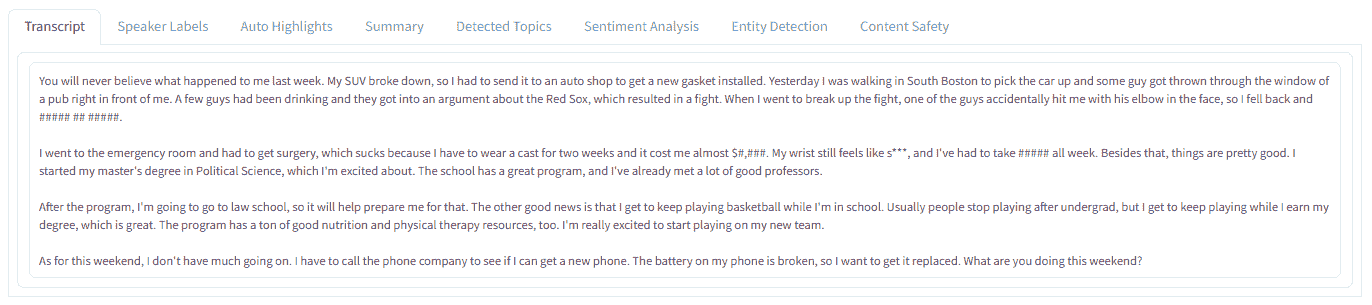 Transcript Speaker Labels Auto Highlights Summary Detected Topics Sentiment Analysis Entity Detection Content Safety
You will never believe what happened to me last week. My SUV broke down, so I had to send it to an auto shop to get a new gasket installed. Yesterday I was walking in South Boston to pick the car up and some guy got thrown through the window of
a pub right in front of me. A few guys had been drinking and they got into an argument about the Red Sox, which resulted in a fight. When I went to break up the fight, one of the guys accidentally hit me with his elbow in the face, so I fell back and
##### ## #####.
I went to the emergency room and had to get surgery, which sucks because I have to wear a cast for two weeks and it cost me almost $#,###. My wrist still feels like s***, and I've had to take ##### all week. Besides that, things are pretty good. I
started my master's degree in Political Science, which I'm excited about. The school has a great program, and I've already met a lot of good professors.
After the program, I'm going to go to law school, so it will help prepare me for that. The other good news is that I get to keep playing basketball while I'm in school. Usually people stop playing after undergrad, but I get to keep playing while I earn my
degree, which is great. The program has a ton of good nutrition and physical therapy resources, too. I'm really excited to start playing on my new team.
As for this weekend, I don't have much going on. I have to call the phone company to see if I can get a new phone. The battery on my phone is broken, so I want to get it replaced. What are you doing this weekend?